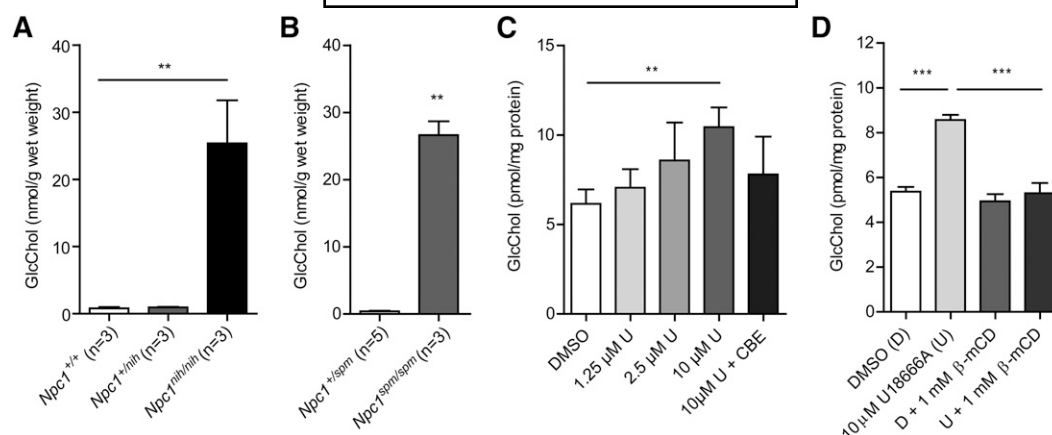 A
GlcChol (nmol/g wet weight)
40
30
20
10
0
**
Npc1+/+ (n=3)
Npc1+/nih (n=3)
Npc1nih/nih (n=3)
B
GlcChol (nmol/g wet weight)
40
30
20
10
0
**
Npc1+/spm (n=5)
Npc1spm/spm (n=3)
C
GlcChol (pmol/mg protein)
15
10
5
0
**
DMSO
1.25 µM U
2.5 µM U
10 µM U
10µM U + CBE
D
GlcChol (pmol/mg protein)
12
10
8
6
4
2
0
***
***
DMSO (D)
10 µM U18666A (U)
D + 1 mM β-mCD
U + 1 mM β-mCD